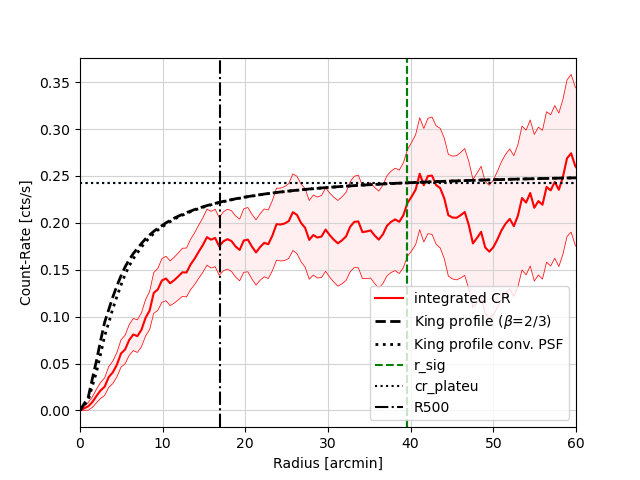 0.35
0.30
0.25
0.20
0.15
0.10
0.05
0.00
Count-Rate [cts/s]
integrated CR
King profile (β=2/3)
King profile conv. PSF
r_sig
cr_plateu
R500
0 10 20 30 40 50 60
Radius [arcmin]